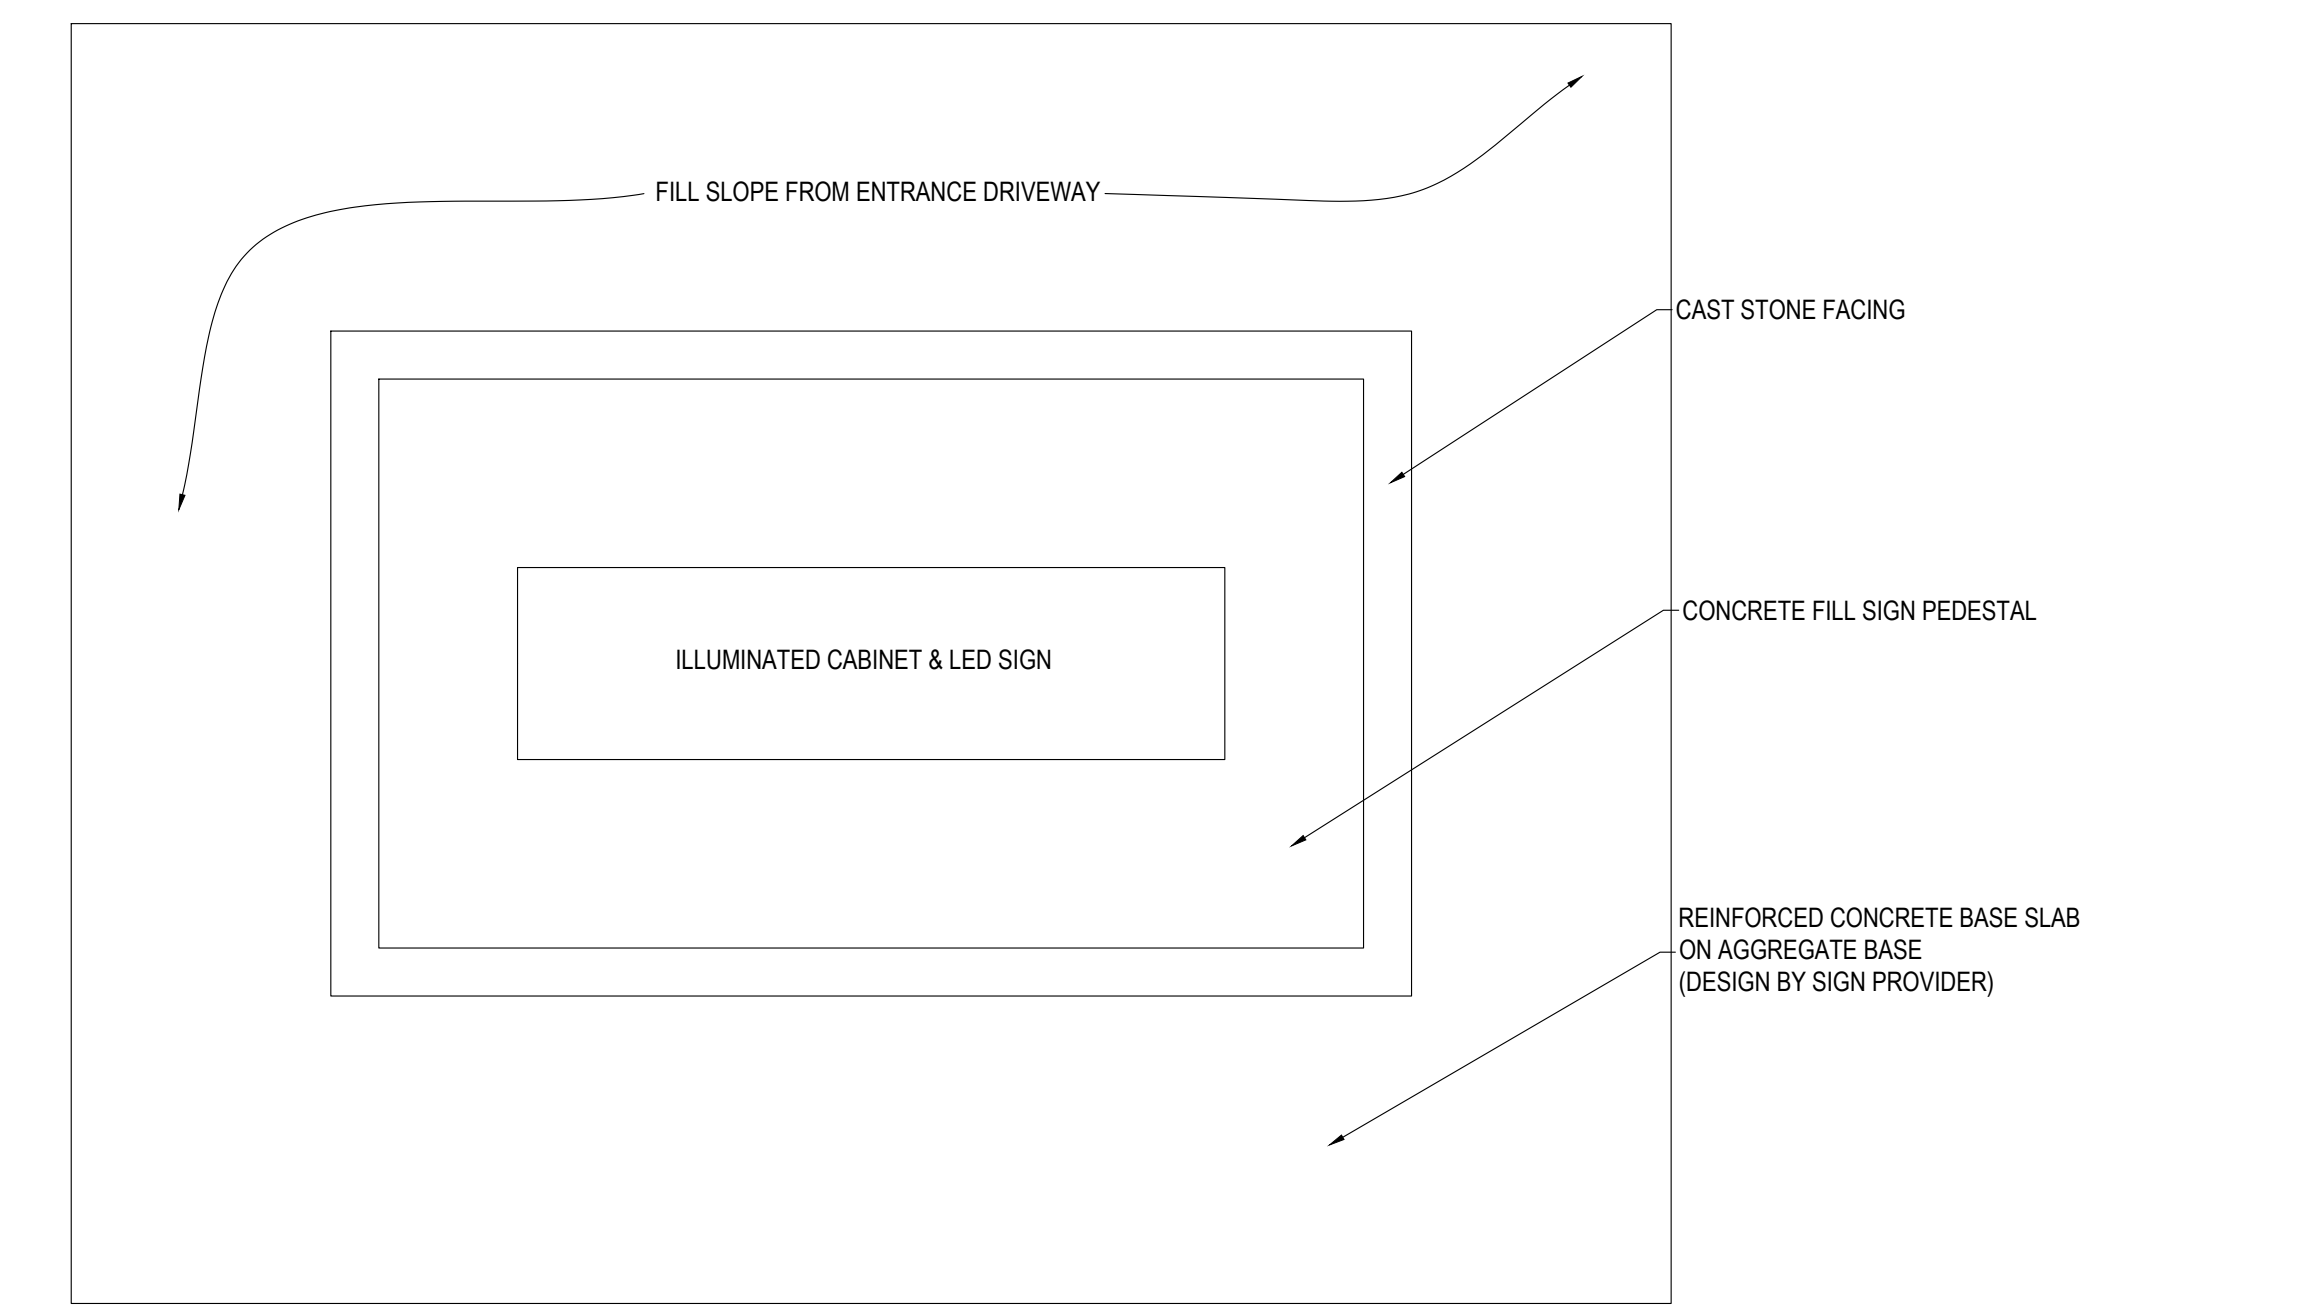 FILL SLOPE FROM ENTRANCE DRIVEWAY
CAST STONE FACING
CONCRETE FILL SIGN PEDESTAL
ILLUMINATED CABINET & LED SIGN
REINFORCED CONCRETE BASE SLAB
ON AGGREGATE BASE
(DESIGN BY SIGN PROVIDER)